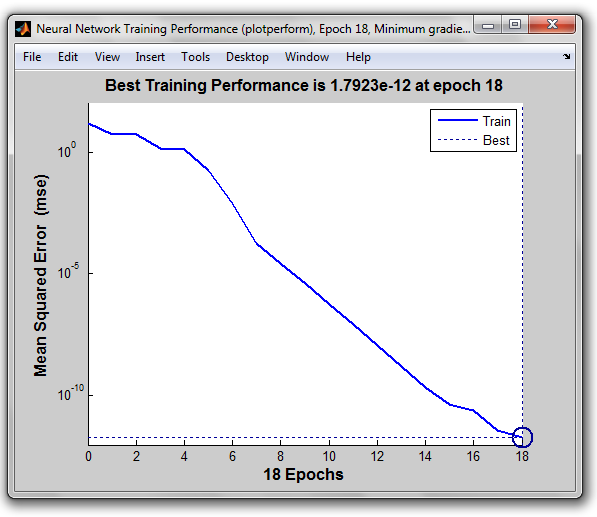 Neural Network Training Performance (plotperform), Epoch 18, Minimum gradie...
File Edit View Insert Tools Desktop Window Help
Best Training Performance is 1.7923e-12 at epoch 18
Train
Best
10^0
10^-5
10^-10
Mean Squared Error (mse)
0 2 4 6 8 10 12 14 16 18
18 Epochs